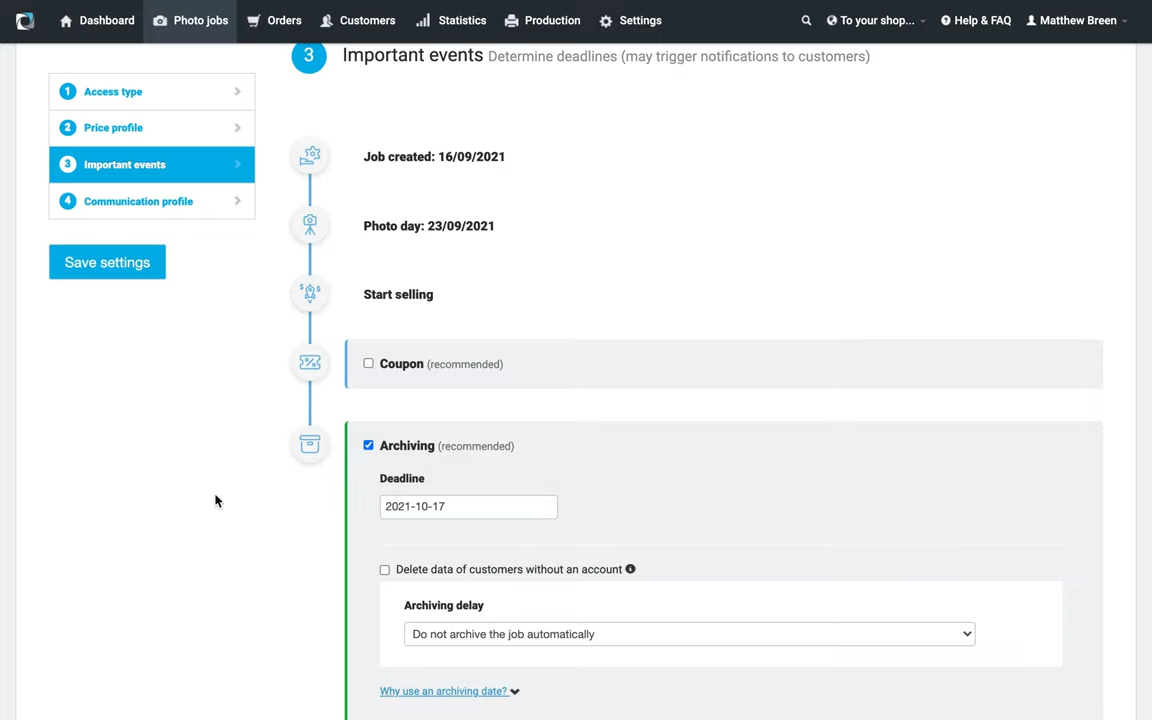 Dashboard Photo jobs Orders Customers Statistics Production Settings To your shop... Help & FAQ Matthew Breen
3 Important events Determine deadlines (may trigger notifications to customers)
1 Access type
2 Price profile
3 Important events
4 Communication profile
Save settings
Job created: 16/09/2021
Photo day: 23/09/2021
Start selling
Coupon (recommended)
Archiving (recommended)
Deadline
2021-10-17
Delete data of customers without an account
Archiving delay
Do not archive the job automatically
Why use an archiving date?